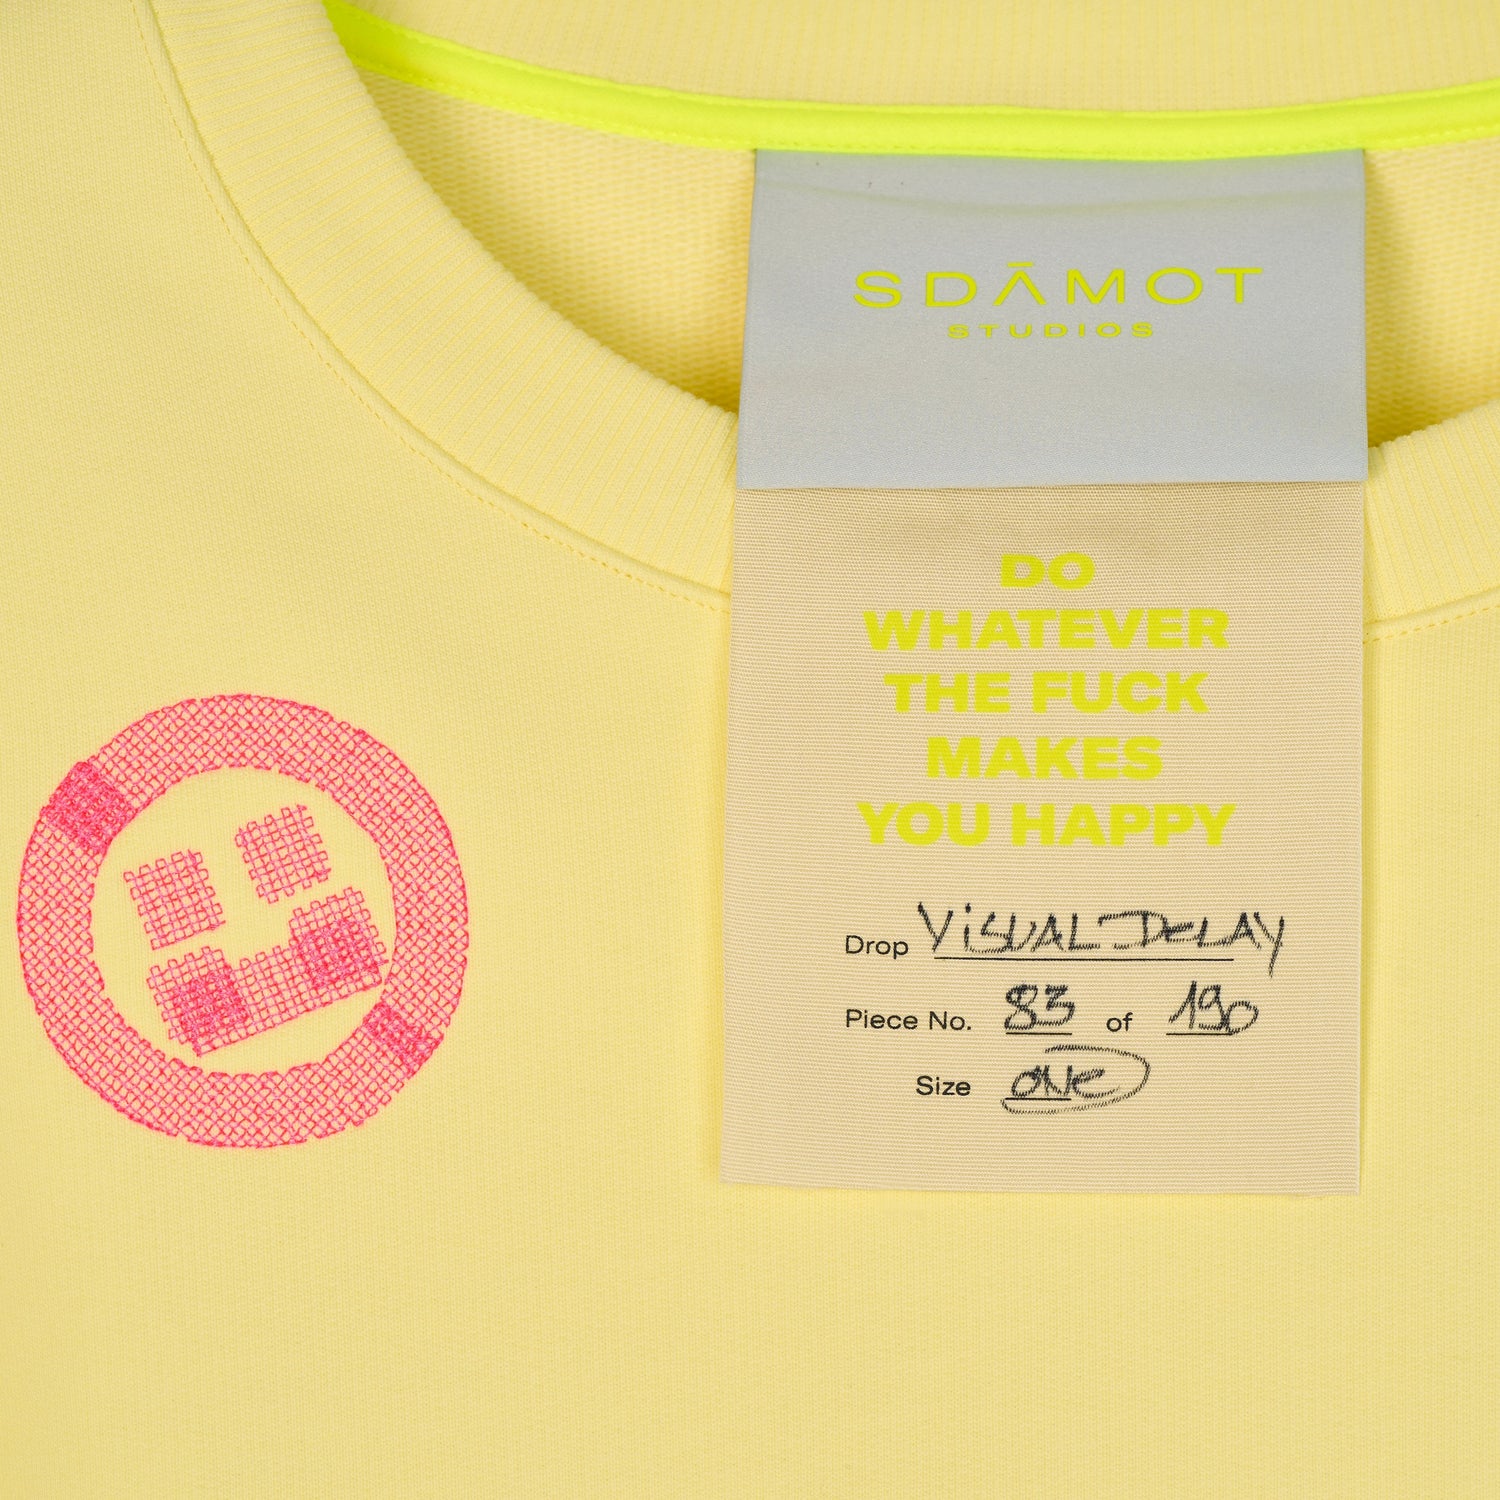 SDĀMOT
STUDIOS
DO
WHATEVER
THE FUCK
MAKES
YOU HAPPY
Drop VISUAL DELAY
Piece No. 83 of 190
Size ONE